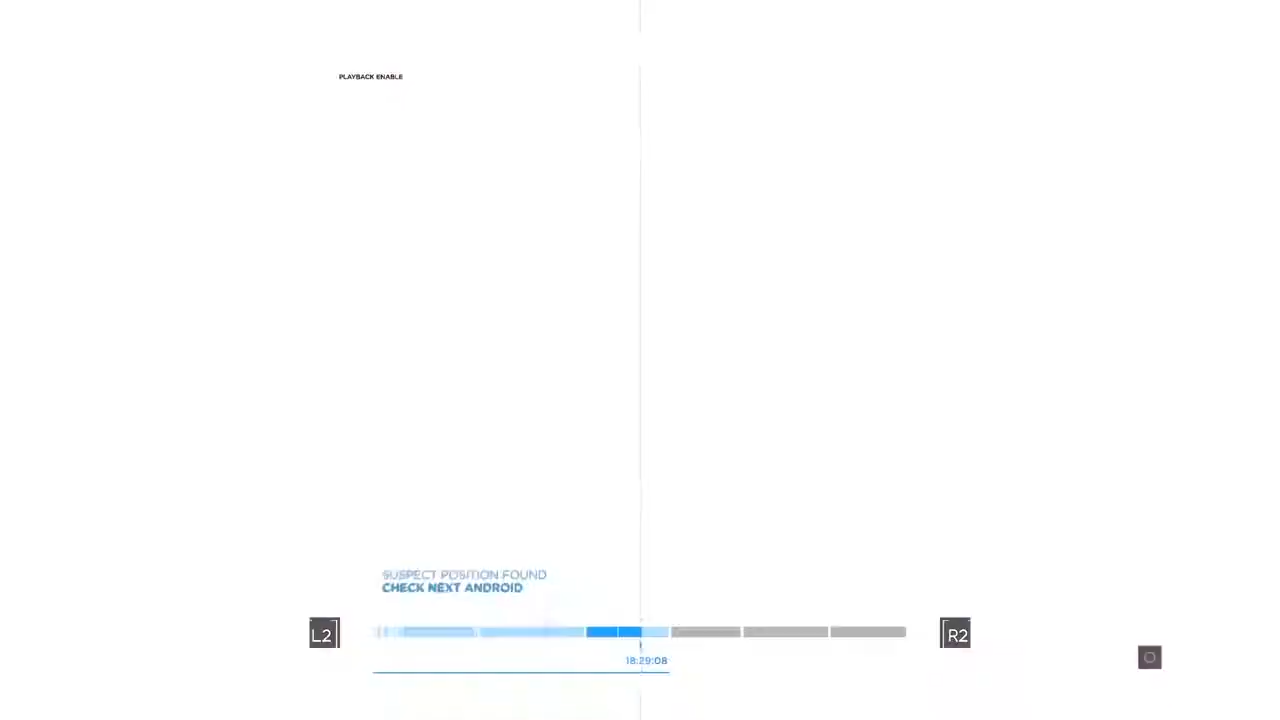 PLAYBACK ENABLE
SUSPECT POSITION FOUND
CHECK NEXT ANDROID
L2
R2
18:29:08